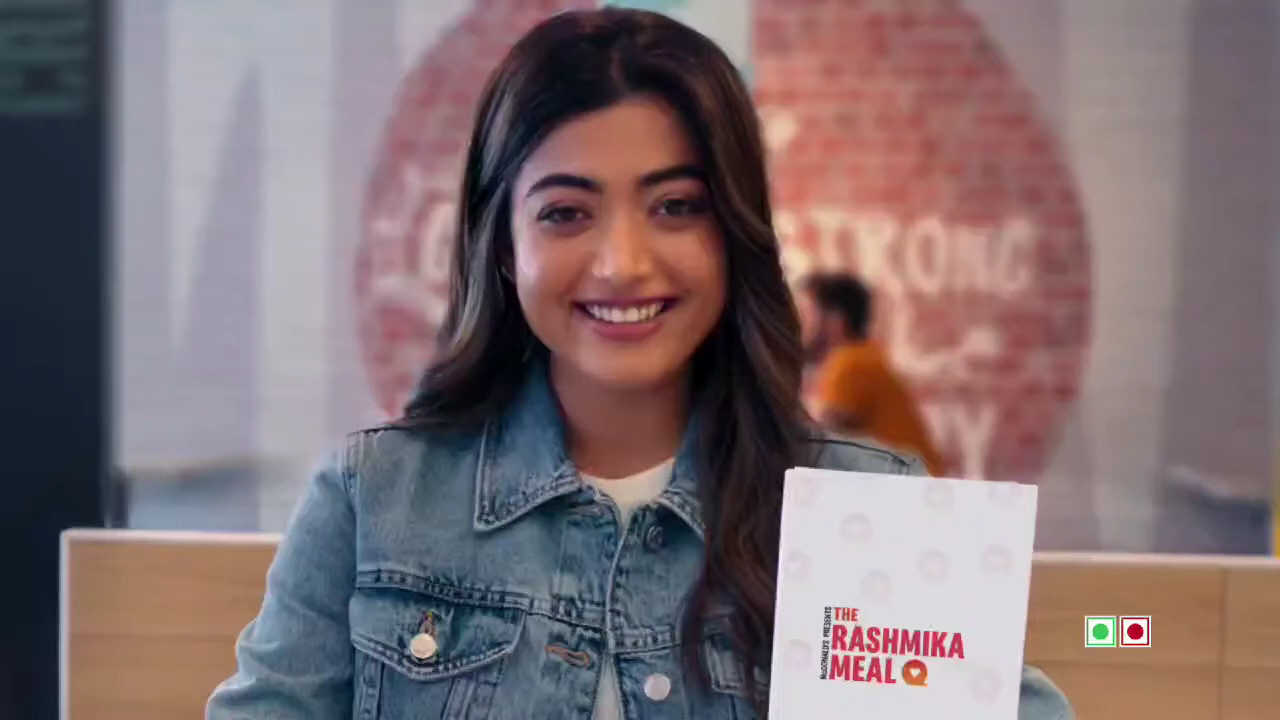 STRONG
McDONALD'S PRESENTS
THE
RASHMIKA
MEAL